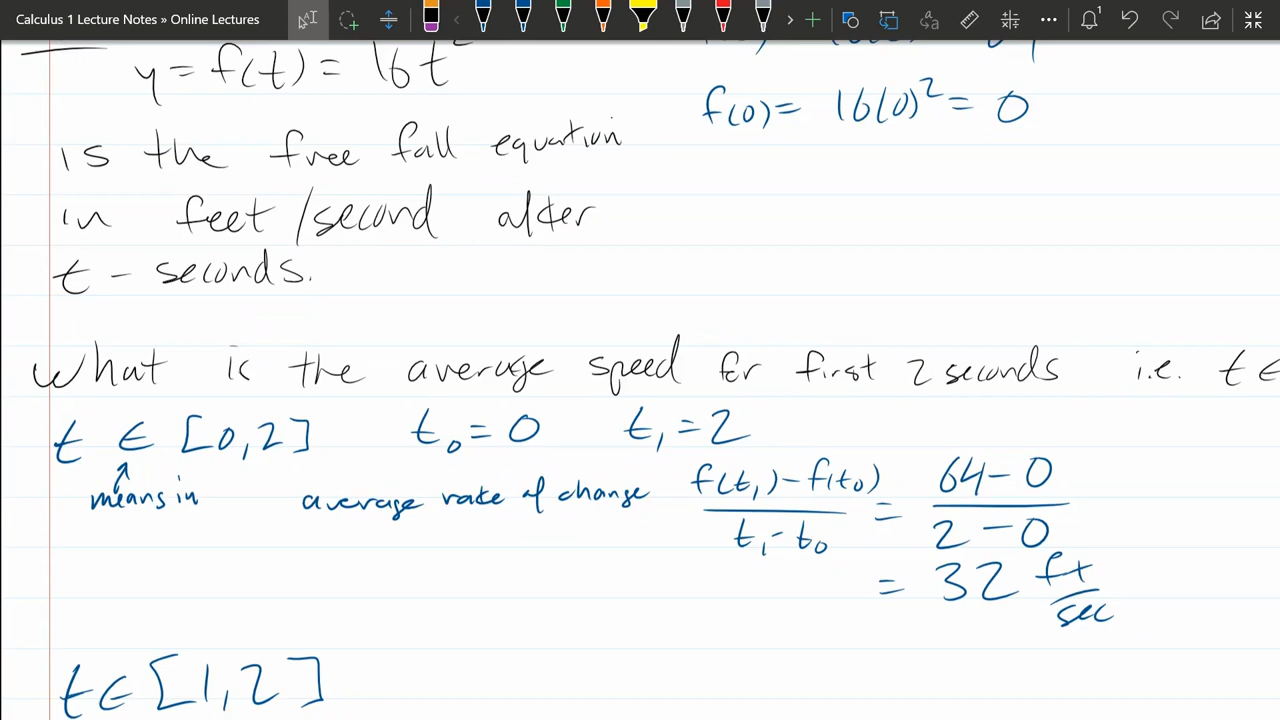 Calculus 1 Lecture Notes » Online Lectures
y = f(t) = 16t²
f(0) = 16(0)² = 0
is the free fall equation
in feet/second after
t - seconds.
What is the average speed for first 2 seconds i.e. t ∈
t ∈ [0,2] t₀ = 0 t₁ = 2
means in average rate of change f(t₁) - f(t₀) / t₁ - t₀ = 64 - 0 / 2 - 0
= 32 ft/sec
t ∈ [1,2]